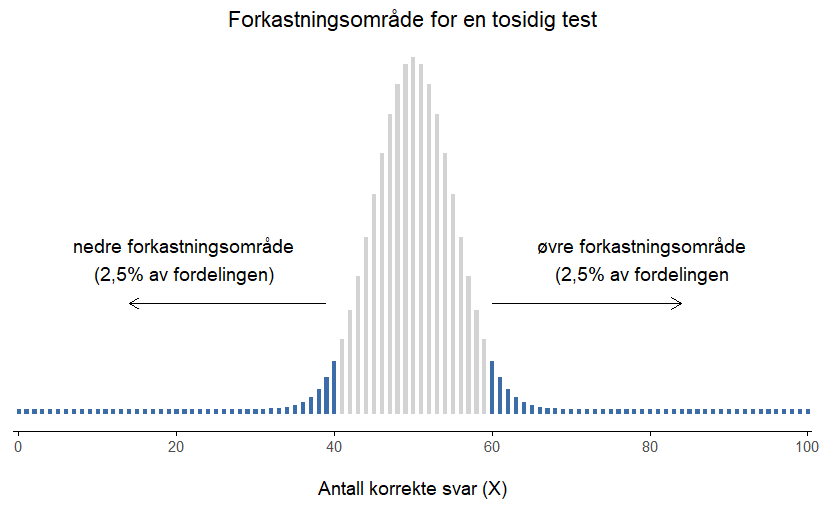 Forkastningsområde for en tosidig test
nedre forkastningsområde
(2,5% av fordelingen)
øvre forkastningsområde
(2,5% av fordelingen
0 20 40 60 80 100
Antall korrekte svar (X)